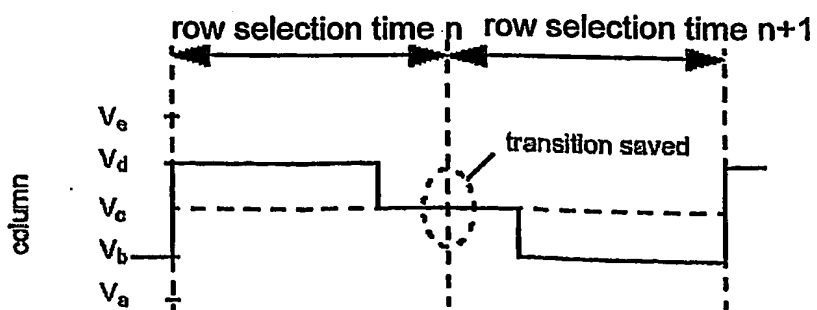 row selection time n row selection time n+1
Ve
transition saved
Vd
Vc
column
Vb
Va